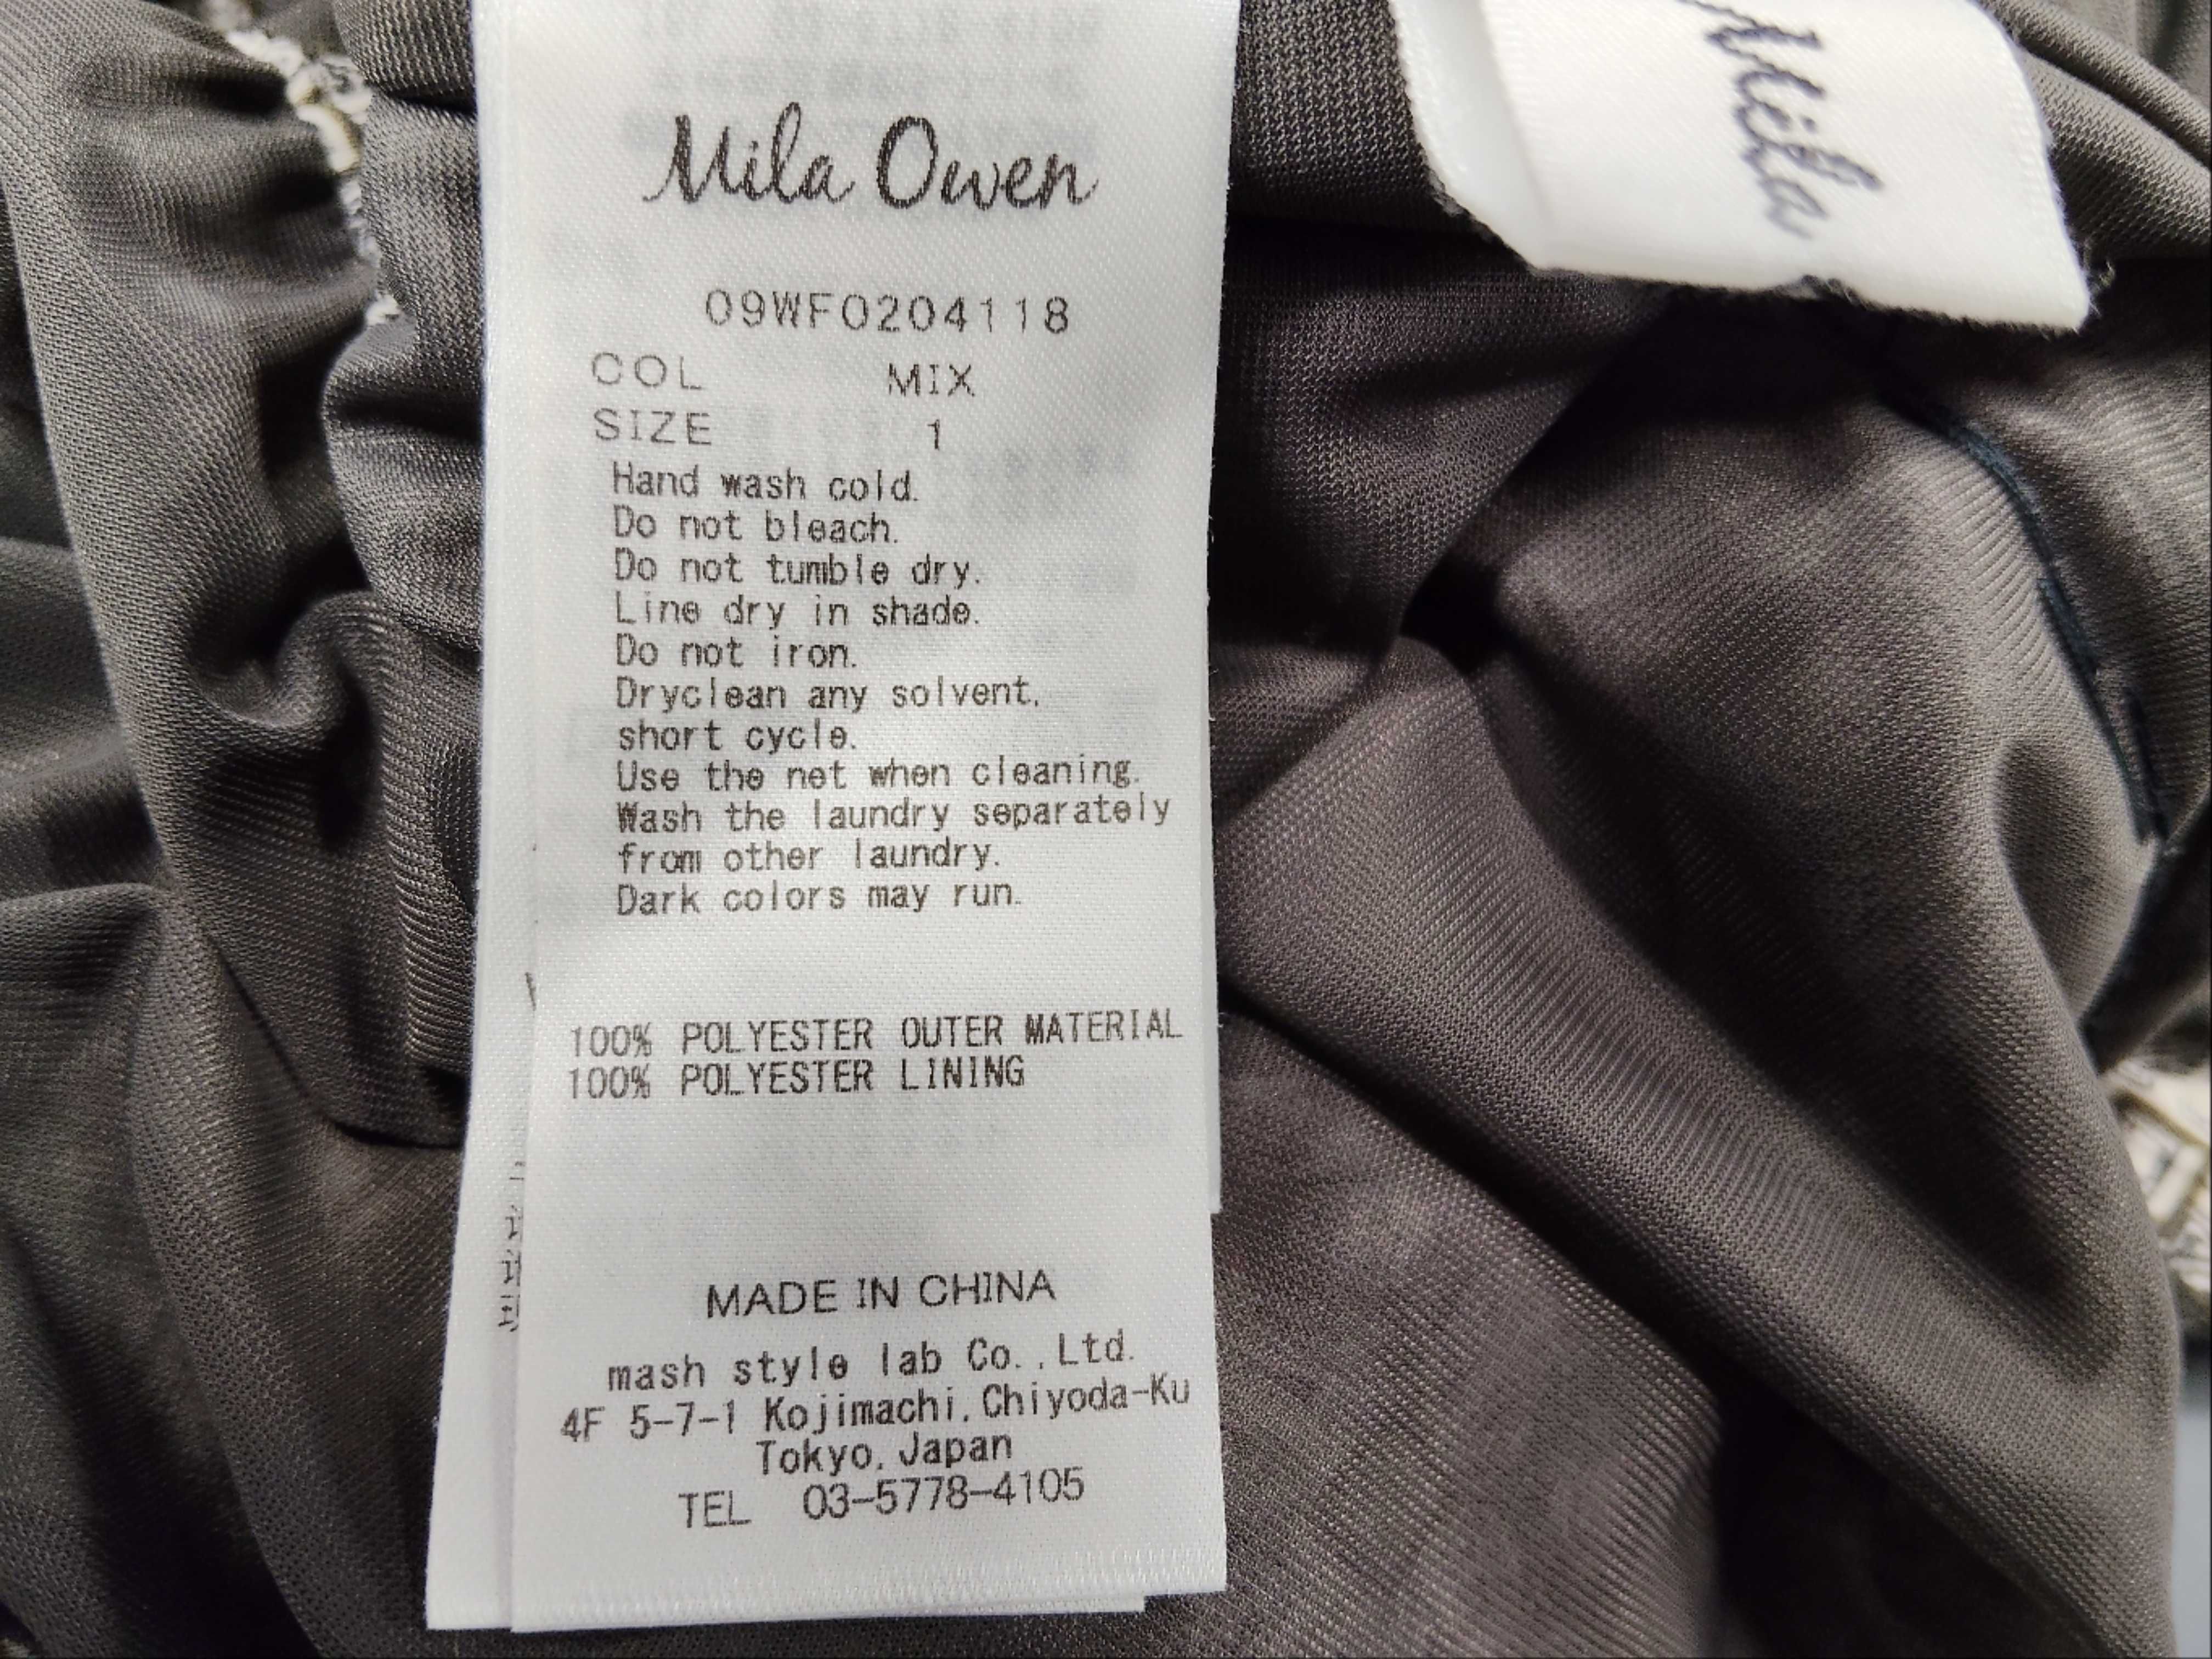 Mila Owen
Mila
09WF0204118
COL MIX
SIZE 1
Hand wash cold.
Do not bleach.
Do not tumble dry.
Line dry in shade.
Do not iron.
Dryclean any solvent,
short cycle.
Use the net when cleaning.
Wash the laundry separately
from other laundry.
Dark colors may run.
100% POLYESTER OUTER MATERIAL
100% POLYESTER LINING
MADE IN CHINA
mash style lab Co.,Ltd.
4F 5-7-1 Kojimachi,Chiyoda-Ku
Tokyo,Japan
TEL 03-5778-4105